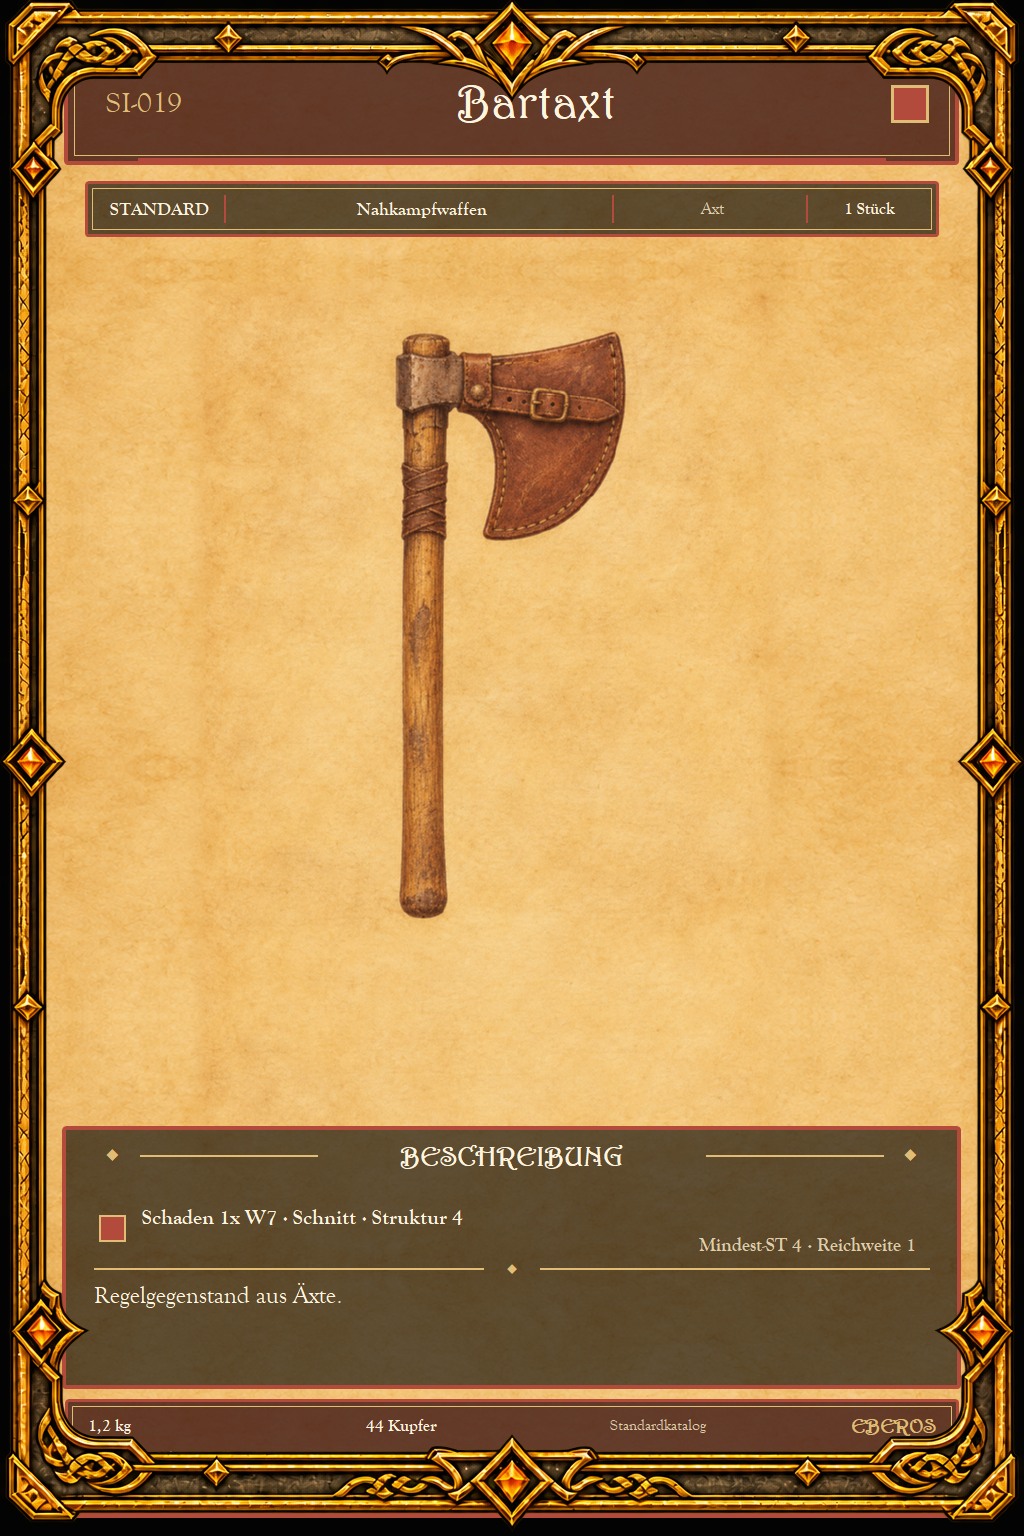 SI-019
Bartaxt
STANDARD
Nahkampfwaffen
Axt
1 Stück
BESCHREIBUNG
Schaden 1x W7 · Schnitt · Struktur 4
Mindest-ST 4 · Reichweite 1
Regelgegenstand aus Äxte.
1,2 kg
44 Kupfer
Standardkatalog
EBEROS